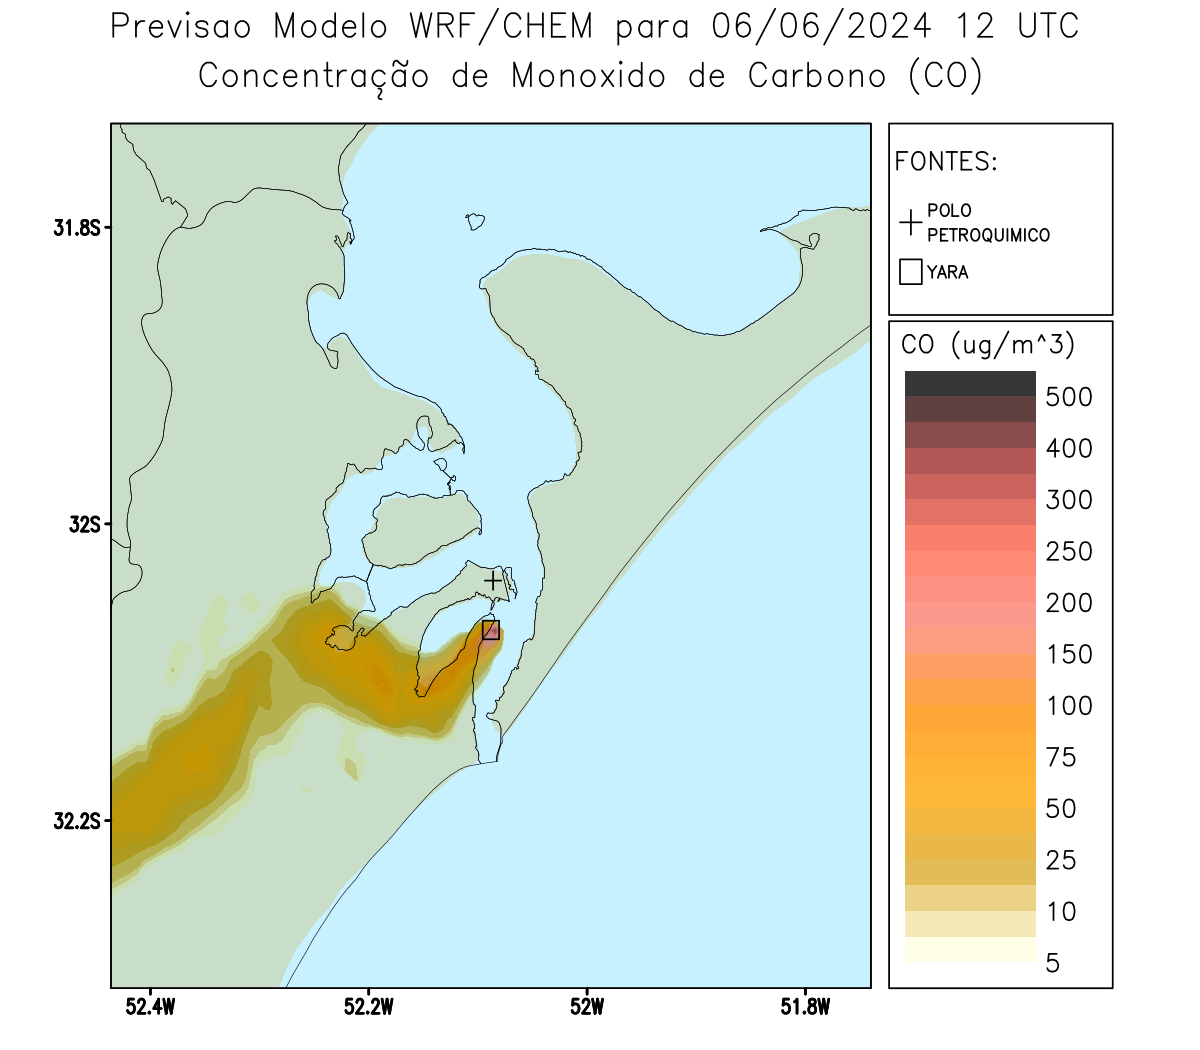 Previsao Modelo WRF/CHEM para 06/06/2024 12 UTC
Concentração de Monoxido de Carbono (CO)
FONTES:
POLO
PETROQUIMICO
YARA
CO (ug/m^3)
500
400
300
250
200
150
100
75
50
25
10
5
31.8S
32S
32.2S
52.4W
52.2W
52W
51.8W